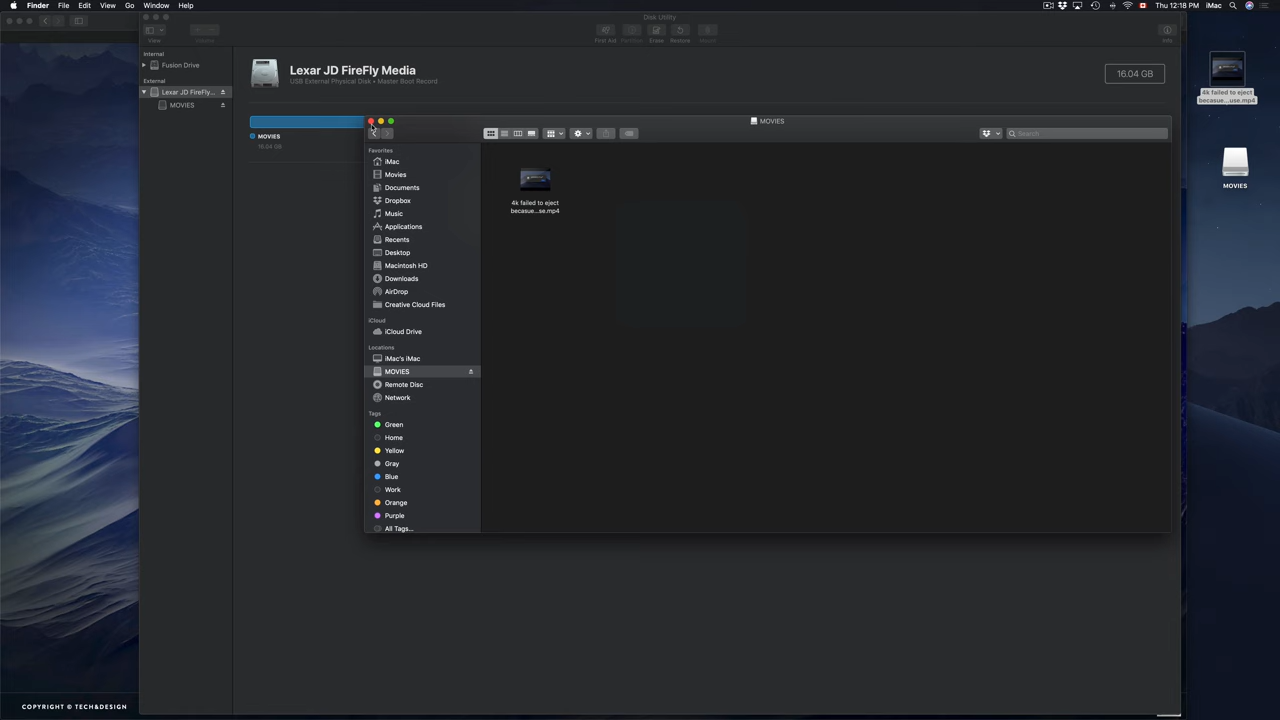 Finder File Edit View Go Window Help
Thu 12:18 PM iMac
Disk Utility
View Volume First Aid Partition Erase Restore Mount Info
Internal
Fusion Drive
External
Lexar JD FireFly...
MOVIES
Lexar JD FireFly Media
USB External Physical Disk • Master Boot Record
16.04 GB
MOVIES
16.04 GB
MOVIES
Search
Favorites
iMac
Movies
Documents
Dropbox
Music
Applications
Recents
Desktop
Macintosh HD
Downloads
AirDrop
Creative Cloud Files
iCloud
iCloud Drive
Locations
iMac's iMac
MOVIES
Remote Disc
Network
Tags
Green
Home
Yellow
Gray
Blue
Work
Orange
Purple
All Tags...
4k failed to eject
becasue...se.mp4
4k failed to eject
becasue...use.mp4
MOVIES
COPYRIGHT © TECH&DESIGN